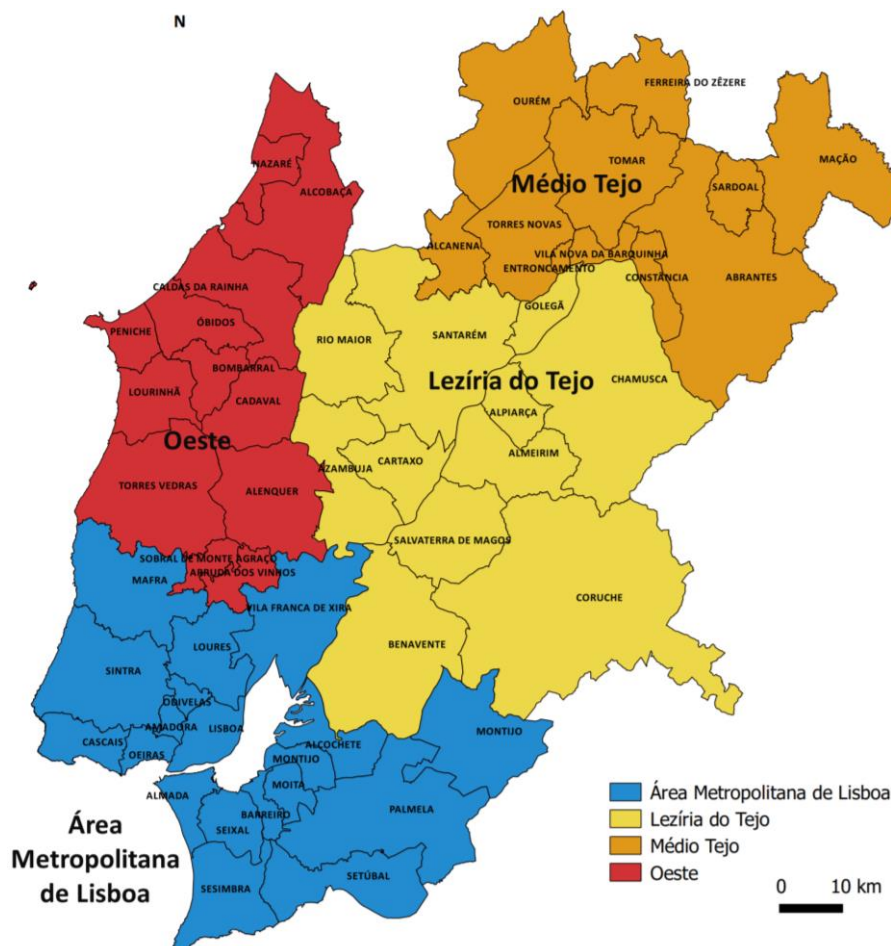 N
FERREIRA DO ZÊZERE
OURÉM
TOMAR
MAÇÃO
NAZARÉ
Médio Tejo
SARDOAL
ALCOBAÇA
TORRES NOVAS
ALCANENA
VILA NOVA DA BARQUINHA
ENTRONCAMENTO
CONSTÂNCIA
ABRANTES
CALDAS DA RAINHA
GOLEGÃ
ÓBIDOS
PENICHE
RIO MAIOR
SANTARÉM
BOMBARRAL
CHAMUSCA
Lezíria do Tejo
LOURINHÃ
CADAVAL
ALPIARÇA
Oeste
ALMEIRIM
CARTAXO
AZAMBUJA
TORRES VEDRAS
ALENQUER
SALVATERRA DE MAGOS
SOBRAL DE MONTE AGRAÇO
ARRUDA DOS VINHOS
MAFRA
CORUCHE
VILA FRANCA DE XIRA
BENAVENTE
LOURES
SINTRA
ODIVELAS
AMADORA
LISBOA
MONTIJO
CASCAIS
OEIRAS
ALCOCHETE
MONTIJO
MOITA
ALMADA
PALMELA
BARREIRO
SEIXAL
SETÚBAL
SESIMBRA
Área
Metropolitana
de Lisboa
Área Metropolitana de Lisboa
Lezíria do Tejo
Médio Tejo
Oeste
0 10 km